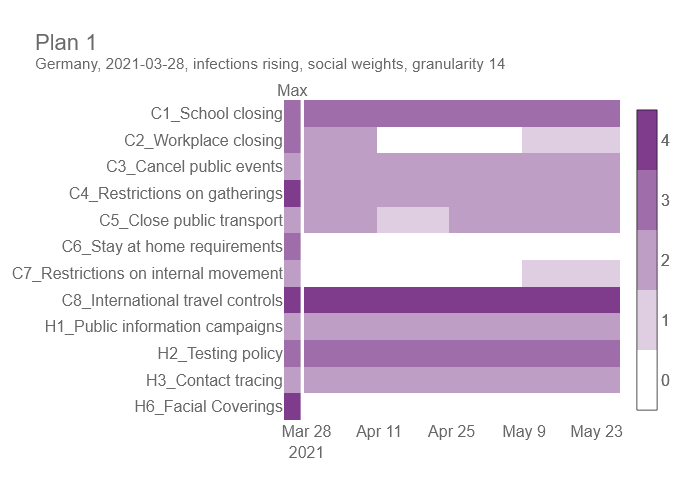 Plan 1
Germany, 2021-03-28, infections rising, social weights, granularity 14
Max
C1_School closing
C2_Workplace closing
C3_Cancel public events
C4_Restrictions on gatherings
C5_Close public transport
C6_Stay at home requirements
C7_Restrictions on internal movement
C8_International travel controls
H1_Public information campaigns
H2_Testing policy
H3_Contact tracing
H6_Facial Coverings
4
3
2
1
0
Mar 28 Apr 11 Apr 25 May 9 May 23
2021